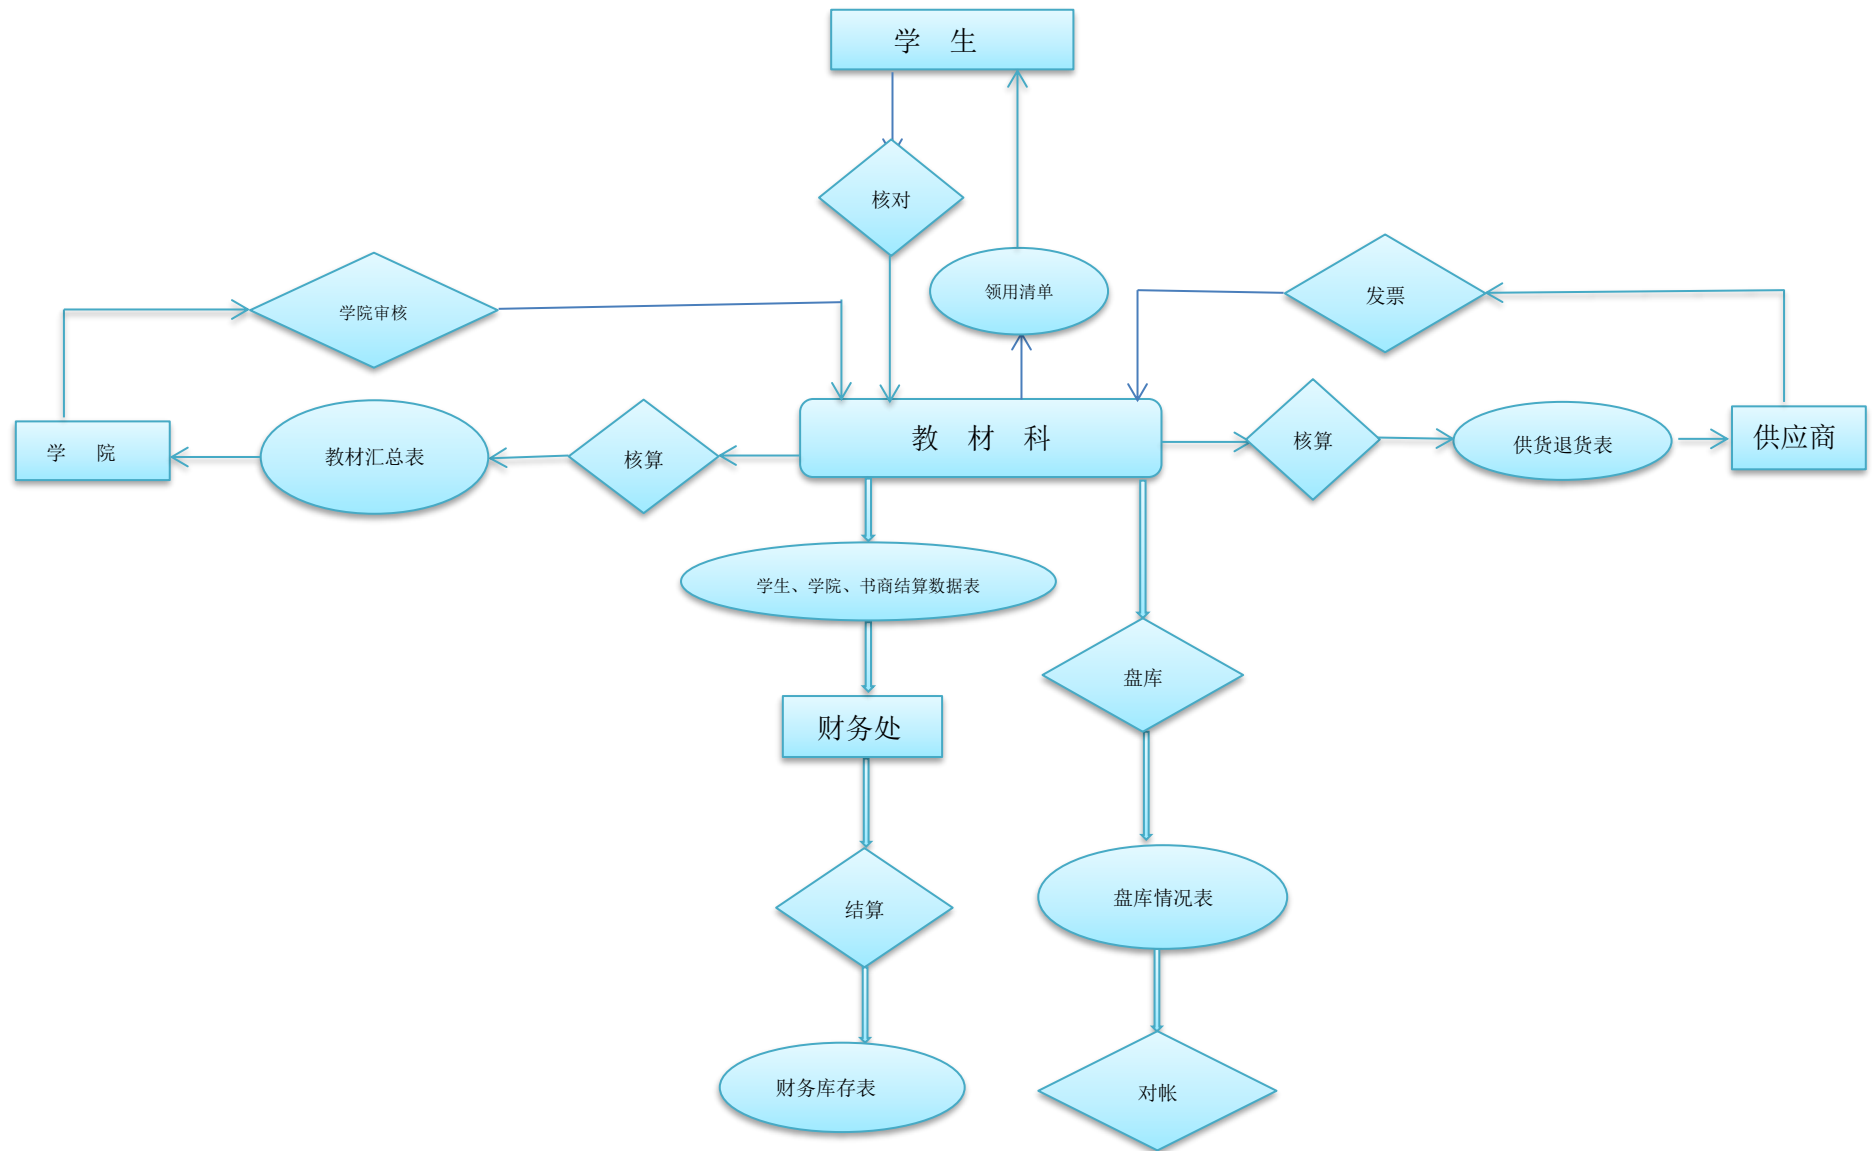 学 生
核对
领用清单
发票
学院审核
学 院
教材汇总表
核算
教 材 科
核算
供货退货表
供应商
学生、学院、书商结算数据表
盘库
财务处
盘库情况表
结算
财务库存表
对帐